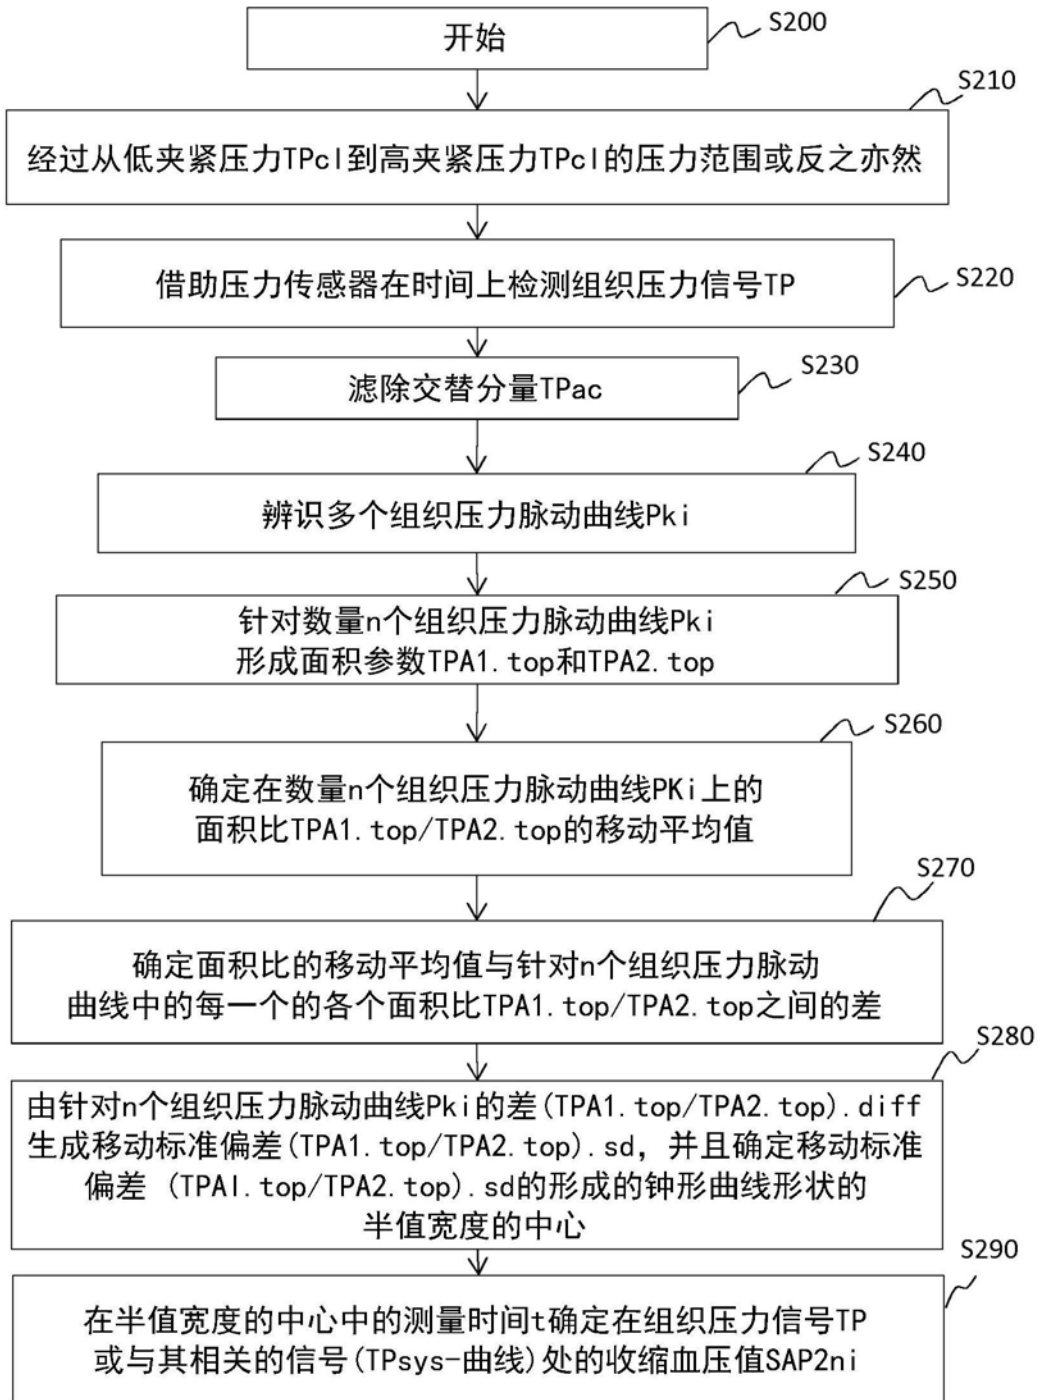 开始
S200
S210
经过从低夹紧压力TPcl到高夹紧压力TPcl的压力范围或反之亦然
借助压力传感器在时间上检测组织压力信号TP
S220
滤除交替分量TPac
S230
S240
辨识多个组织压力脉动曲线Pki
S250
针对数量n个组织压力脉动曲线Pki
形成面积参数TPA1.top和TPA2.top
S260
确定在数量n个组织压力脉动曲线PKi上的
面积比TPA1.top/TPA2.top的移动平均值
S270
确定面积比的移动平均值与针对n个组织压力脉动
曲线中的每一个的各个面积比TPA1.top/TPA2.top之间的差
S280
由针对n个组织压力脉动曲线Pki的差(TPA1.top/TPA2.top).diff
生成移动标准偏差(TPA1.top/TPA2.top).sd，并且确定移动标准
偏差 (TPAI.top/TPA2.top).sd的形成的钟形曲线形状的
半值宽度的中心
S290
在半值宽度的中心中的测量时间t确定在组织压力信号TP
或与其相关的信号(TPsys-曲线)处的收缩血压值SAP2ni